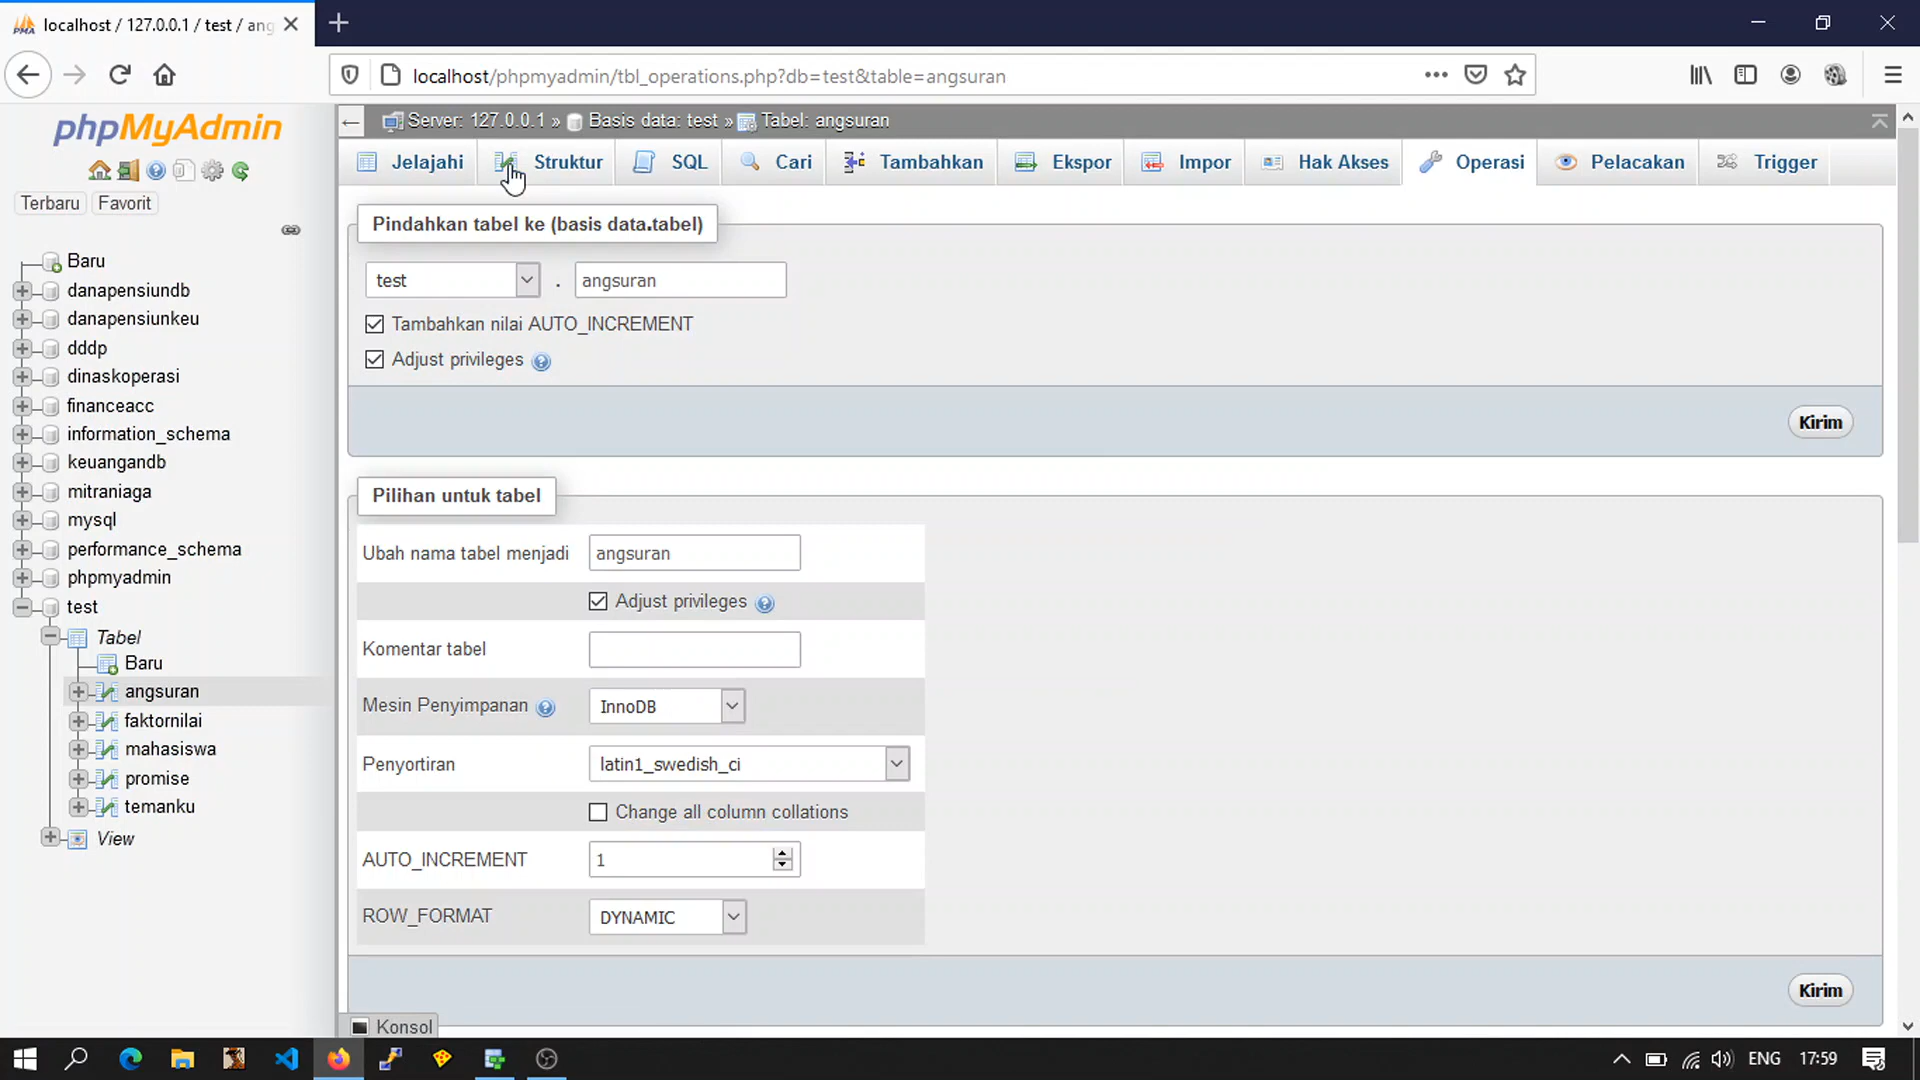 localhost / 127.0.0.1 / test / ang
localhost/phpmyadmin/tbl_operations.php?db=test&table=angsuran
phpMyAdmin
Terbaru Favorit
Baru
danapensiundb
danapensiunkeu
dddp
dinaskoperasi
financeacc
information_schema
keuangandb
mitraniaga
mysql
performance_schema
phpmyadmin
test
Tabel
Baru
angsuran
faktornilai
mahasiswa
promise
temanku
View
Server: 127.0.0.1 » Basis data: test » Tabel: angsuran
Jelajahi Struktur SQL Cari Tambahkan Ekspor Impor Hak Akses Operasi Pelacakan Trigger
Pindahkan tabel ke (basis data.tabel)
test . angsuran
Tambahkan nilai AUTO_INCREMENT
Adjust privileges
Kirim
Pilihan untuk tabel
Ubah nama tabel menjadi angsuran
Adjust privileges
Komentar tabel
Mesin Penyimpanan InnoDB
Penyortiran latin1_swedish_ci
Change all column collations
AUTO_INCREMENT 1
ROW_FORMAT DYNAMIC
Kirim
Konsol
ENG 17:59